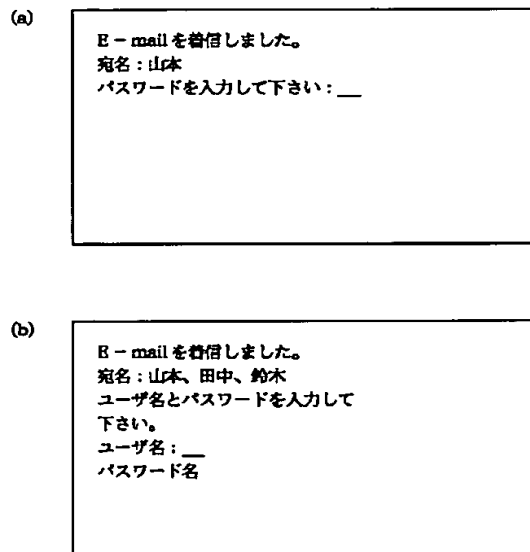 (a)
E－mailを着信しました。
宛名：山本
パスワードを入力して下さい：__
(b)
E－mailを着信しました。
宛名：山本、田中、鈴木
ユーザ名とパスワードを入力して
下さい。
ユーザ名：__
パスワード名